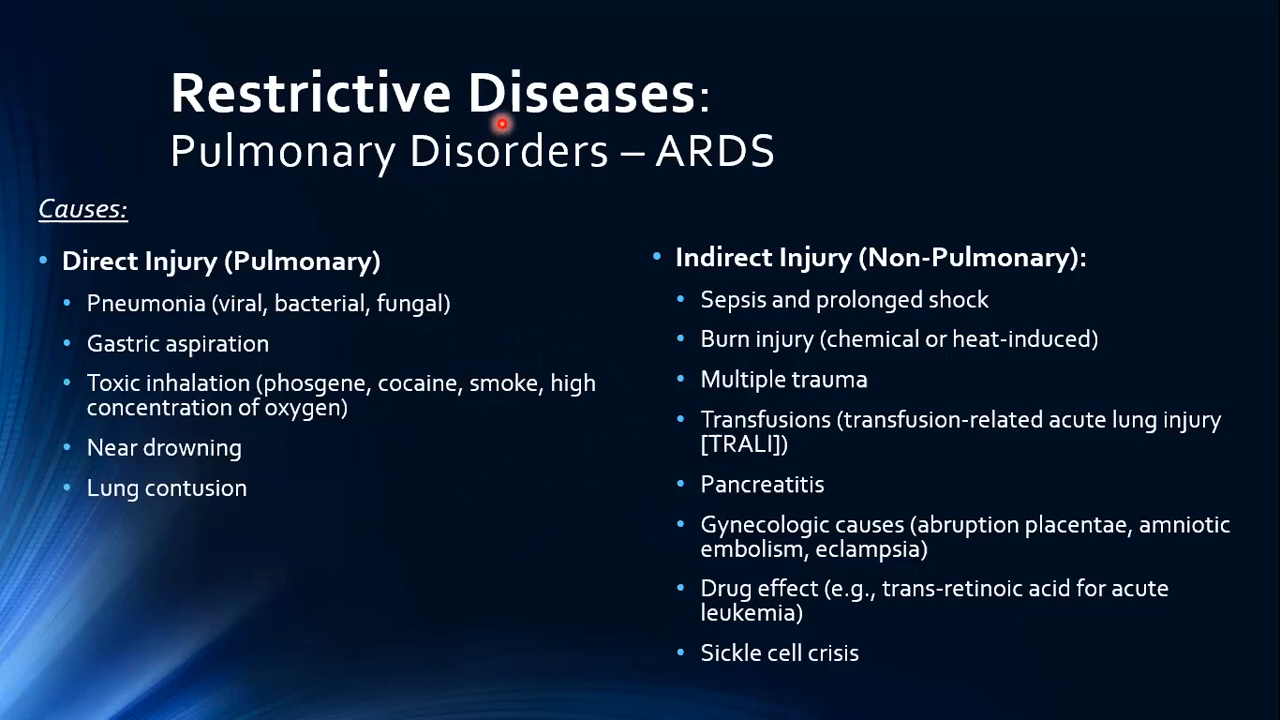 Restrictive Diseases:
Pulmonary Disorders – ARDS
Causes:
• Direct Injury (Pulmonary)
• Pneumonia (viral, bacterial, fungal)
• Gastric aspiration
• Toxic inhalation (phosgene, cocaine, smoke, high
concentration of oxygen)
• Near drowning
• Lung contusion
• Indirect Injury (Non-Pulmonary):
• Sepsis and prolonged shock
• Burn injury (chemical or heat-induced)
• Multiple trauma
• Transfusions (transfusion-related acute lung injury
[TRALI])
• Pancreatitis
• Gynecologic causes (abruption placentae, amniotic
embolism, eclampsia)
• Drug effect (e.g., trans-retinoic acid for acute
leukemia)
• Sickle cell crisis